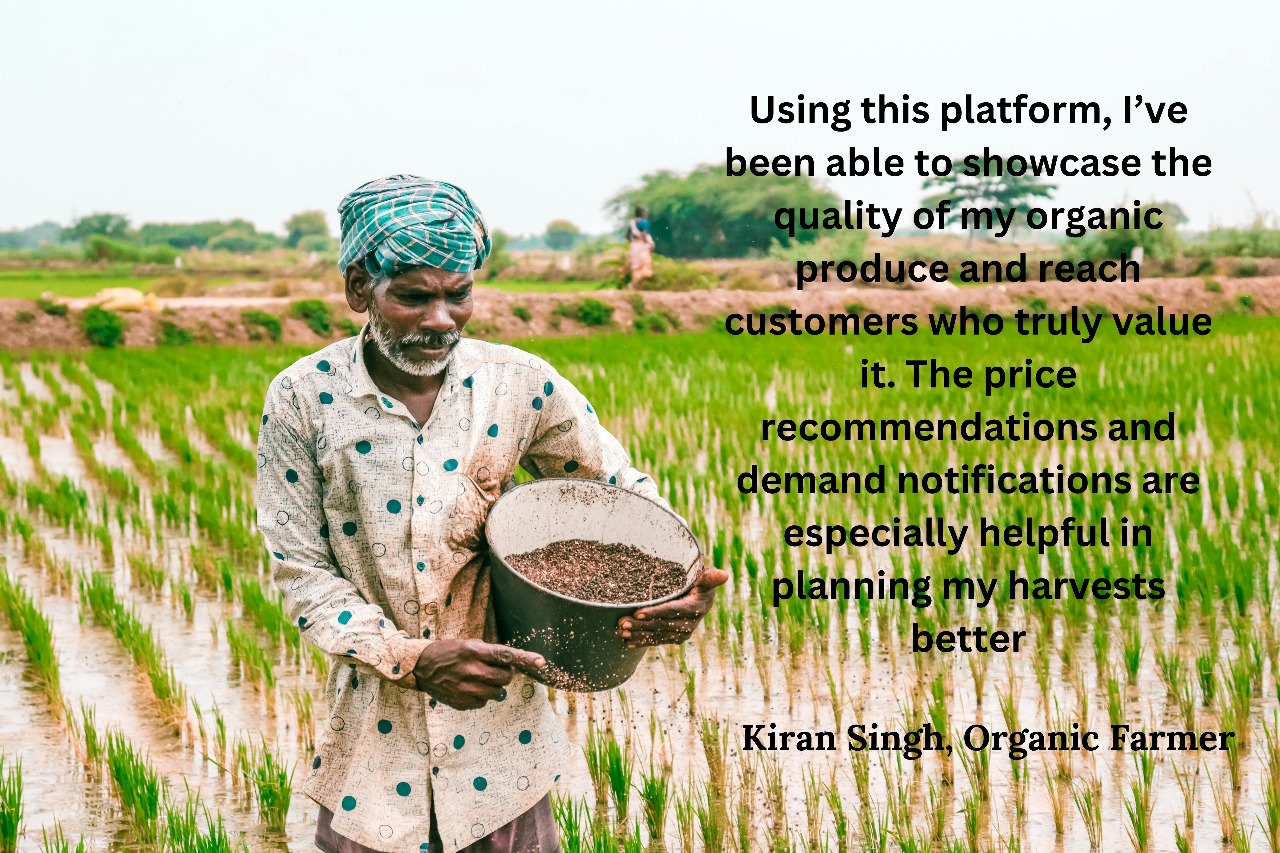 Using this platform, I’ve
been able to showcase the
quality of my organic
produce and reach
customers who truly value
it. The price
recommendations and
demand notifications are
especially helpful in
planning my harvests
better
Kiran Singh, Organic Farmer